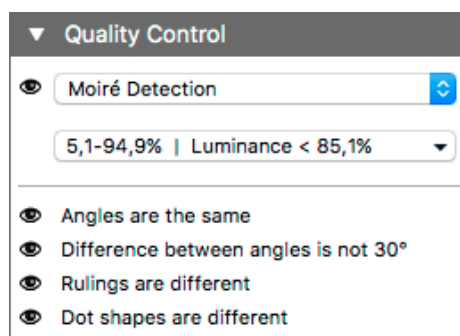 Quality Control
Moiré Detection
5,1-94,9% | Luminance < 85,1%
Angles are the same
Difference between angles is not 30°
Rulings are different
Dot shapes are different